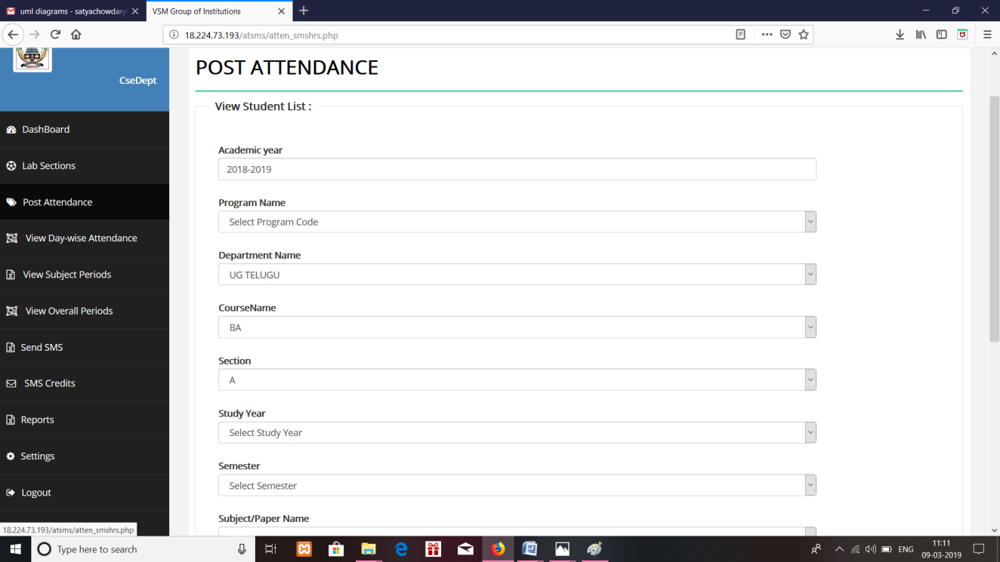 uml diagrams - satyachowdary
VSM Group of Institutions
18.224.73.193/atsms/atten_smshrs.php
CseDept
DashBoard
Lab Sections
Post Attendance
View Day-wise Attendance
View Subject Periods
View Overall Periods
Send SMS
SMS Credits
Reports
Settings
Logout
POST ATTENDANCE
View Student List :
Academic year
2018-2019
Program Name
Select Program Code
Department Name
UG TELUGU
CourseName
BA
Section
A
Study Year
Select Study Year
Semester
Select Semester
Subject/Paper Name
18.224.73.193/atsms/atten_smshrs.php
Type here to search
ENG
11:11
09-03-2019